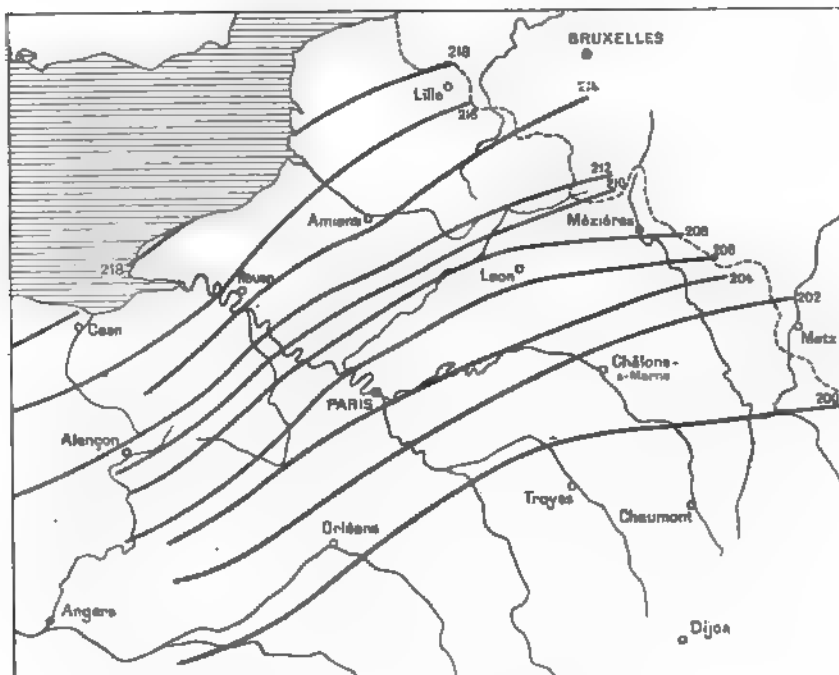 BRUXELLES
218
Lille
216
214
212
210
Amiens
Mézières
208
206
Laon
204
218
Rouen
202
Caen
Metz
Châlons-
s-Marne
PARIS
200
Alençon
Troyes
Chaumont
Orléans
Angers
Dijon